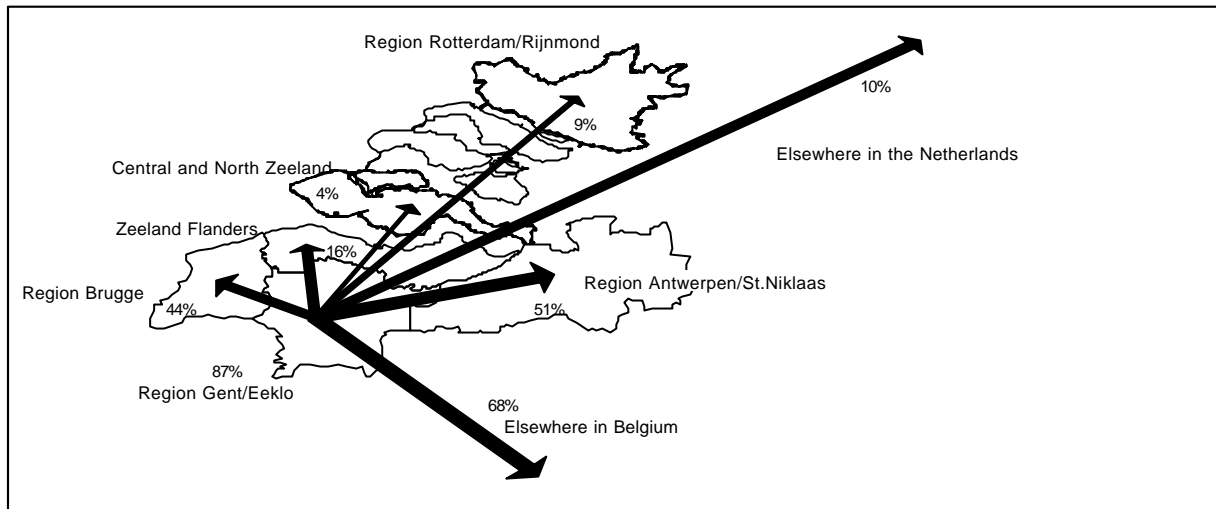 Region Rotterdam/Rijnmond
10%
9%
Elsewhere in the Netherlands
Central and North Zeeland
4%
Zeeland Flanders
16%
Region Antwerpen/St.Niklaas
Region Brugge
44%
51%
87%
Region Gent/Eeklo
68%
Elsewhere in Belgium